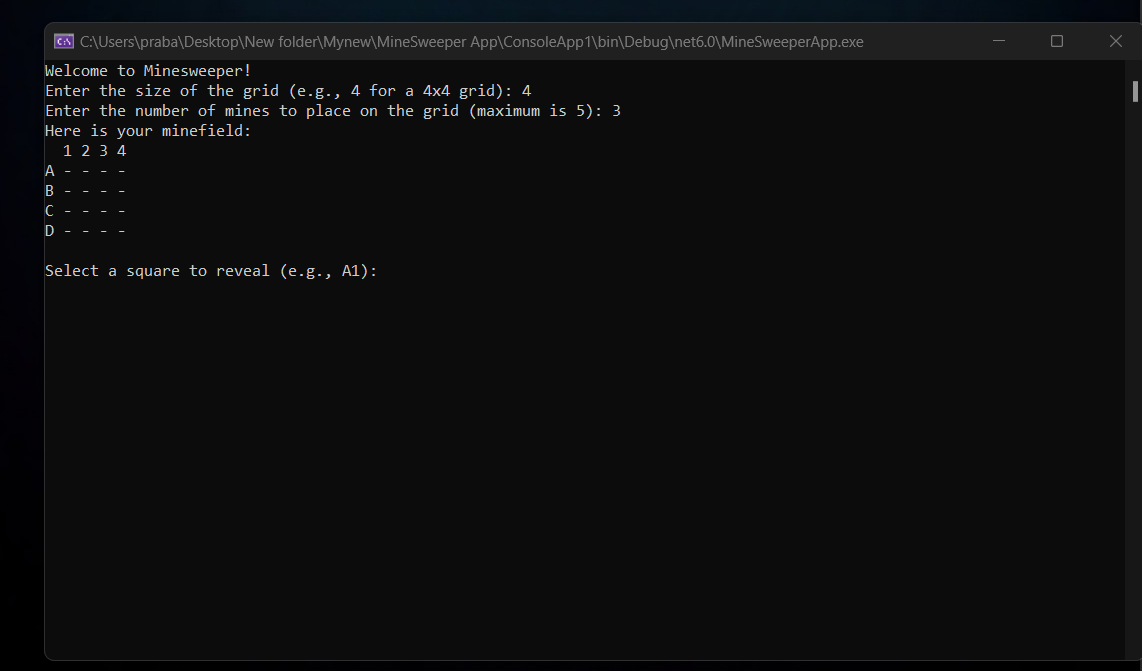 C:\Users\praba\Desktop\New folder\Mynew\MineSweeper App\ConsoleApp1\bin\Debug\net6.0\MineSweeperApp.exe
Welcome to Minesweeper!
Enter the size of the grid (e.g., 4 for a 4x4 grid): 4
Enter the number of mines to place on the grid (maximum is 5): 3
Here is your minefield:
  1 2 3 4
A - - - -
B - - - -
C - - - -
D - - - -
Select a square to reveal (e.g., A1):